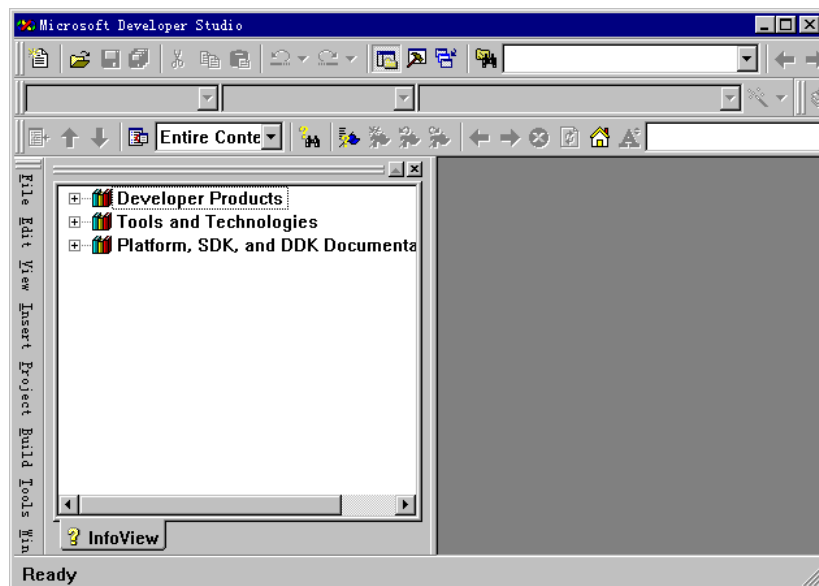 Microsoft Developer Studio
Entire Conte
File Edit View Insert Project Build Tools Win
Developer Products
Tools and Technologies
Platform, SDK, and DDK Documenta
InfoView
Ready